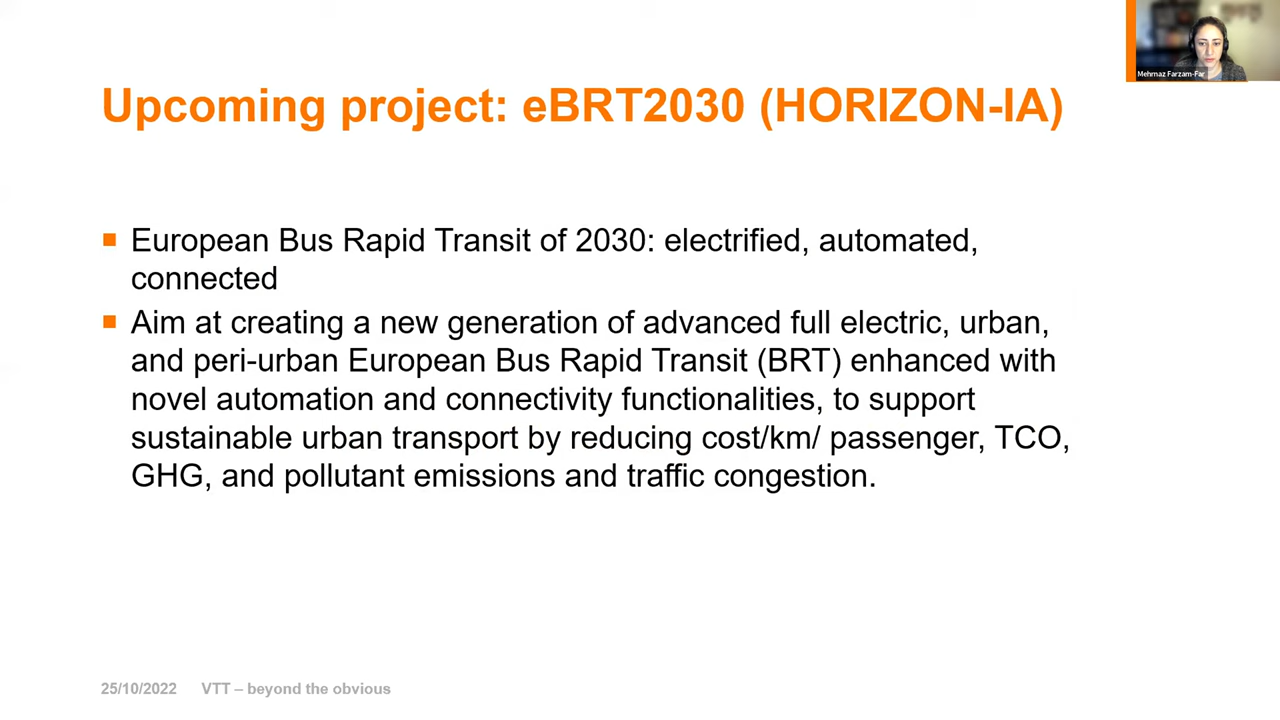 Mehrnaz Farzam-Far
Upcoming project: eBRT2030 (HORIZON-IA)
European Bus Rapid Transit of 2030: electrified, automated,
connected
Aim at creating a new generation of advanced full electric, urban,
and peri-urban European Bus Rapid Transit (BRT) enhanced with
novel automation and connectivity functionalities, to support
sustainable urban transport by reducing cost/km/ passenger, TCO,
GHG, and pollutant emissions and traffic congestion.
25/10/2022 VTT – beyond the obvious